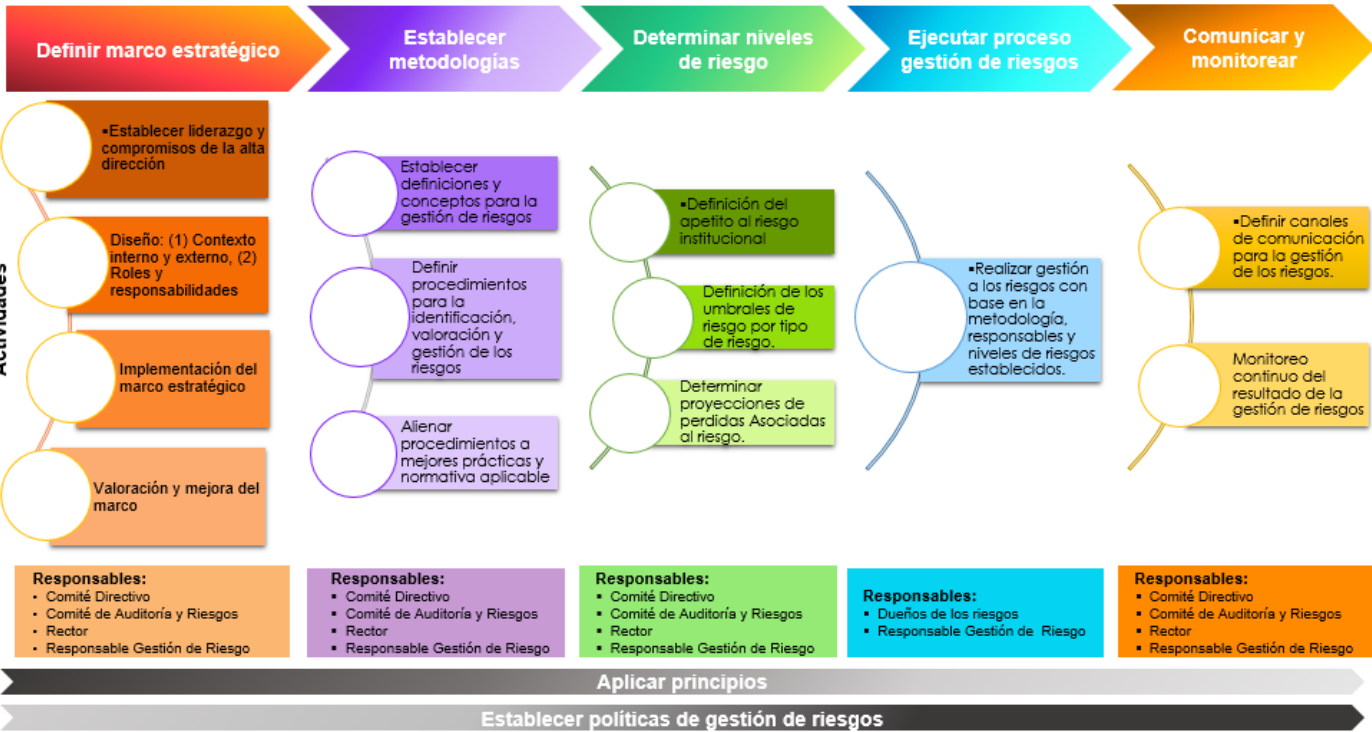 Definir marco estratégico
Establecer
metodologías
Determinar niveles
de riesgo
Ejecutar proceso
gestión de riesgos
Comunicar y
monitorear
Actividades
▪Establecer liderazgo y
compromisos de la alta
dirección
Diseño: (1) Contexto
interno y externo, (2)
Roles y
responsabilidades
Implementación del
marco estratégico
Valoración y mejora del
marco
Establecer
definiciones y
conceptos para la
gestión de riesgos
Definir
procedimientos
para la
identificación,
valoración y
gestión de los
riesgos
Alienar
procedimientos a
mejores prácticas y
normativa aplicable
▪Definición del
apetito al riesgo
institucional
Definición de los
umbrales de
riesgo por tipo
de riesgo.
Determinar
proyecciones de
perdidas Asociadas
al riesgo.
▪Realizar gestión
a los riesgos con
base en la
metodología,
responsables y
niveles de riesgos
establecidos.
▪Definir canales
de comunicación
para la gestión
de los riesgos.
Monitoreo
continuo del
resultado de la
gestión de riesgos
Responsables:
▪ Comité Directivo
▪ Comité de Auditoría y Riesgos
▪ Rector
▪ Responsable Gestión de Riesgo
Responsables:
▪ Comité Directivo
▪ Comité de Auditoría y Riesgos
▪ Rector
▪ Responsable Gestión de Riesgo
Responsables:
▪ Comité Directivo
▪ Comité de Auditoría y Riesgos
▪ Rector
▪ Responsable Gestión de Riesgo
Responsables:
▪ Dueños de los riesgos
▪ Responsable Gestión de Riesgo
Responsables:
▪ Comité Directivo
▪ Comité de Auditoría y Riesgos
▪ Rector
▪ Responsable Gestión de Riesgo
Aplicar principios
Establecer políticas de gestión de riesgos